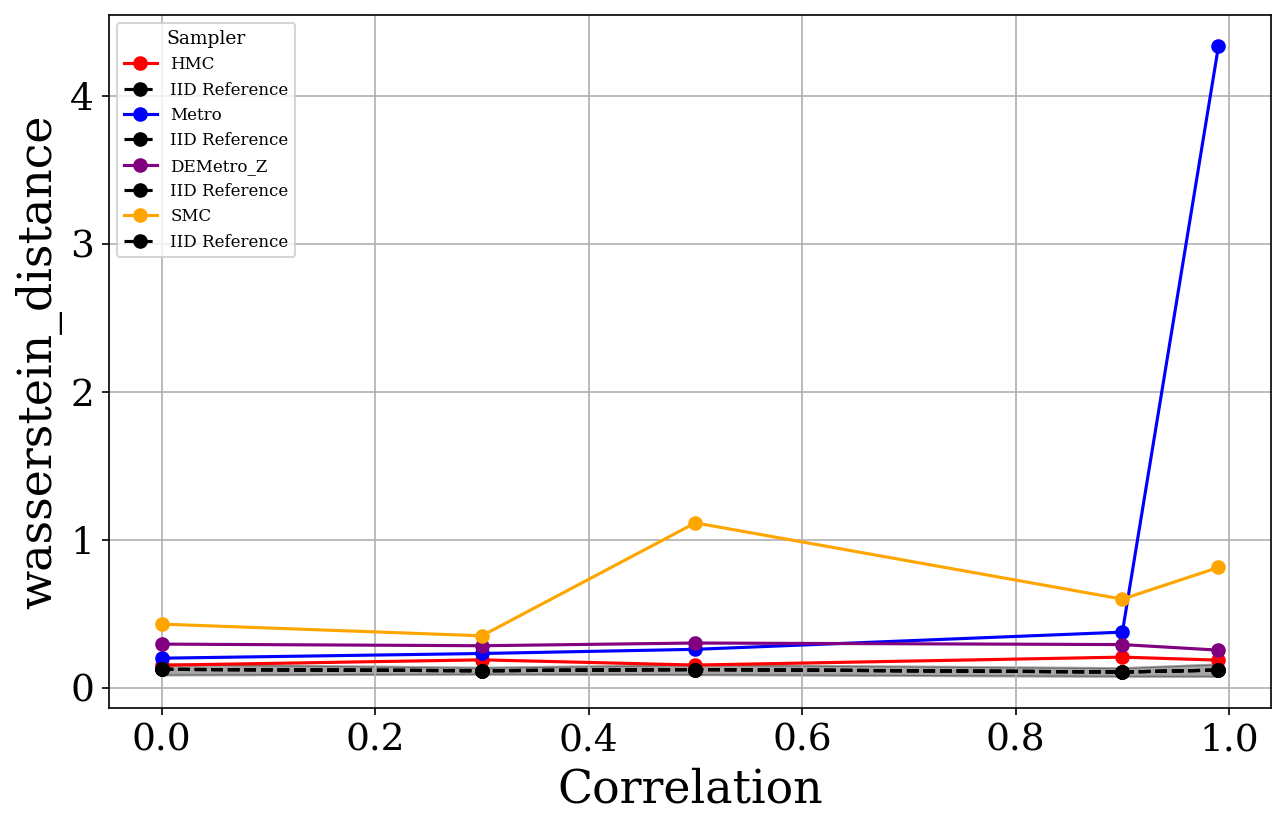 Sampler
HMC
IID Reference
Metro
IID Reference
DEMetro_Z
IID Reference
SMC
IID Reference
wasserstein_distance
4
3
2
1
0
0.0 0.2 0.4 0.6 0.8 1.0
Correlation